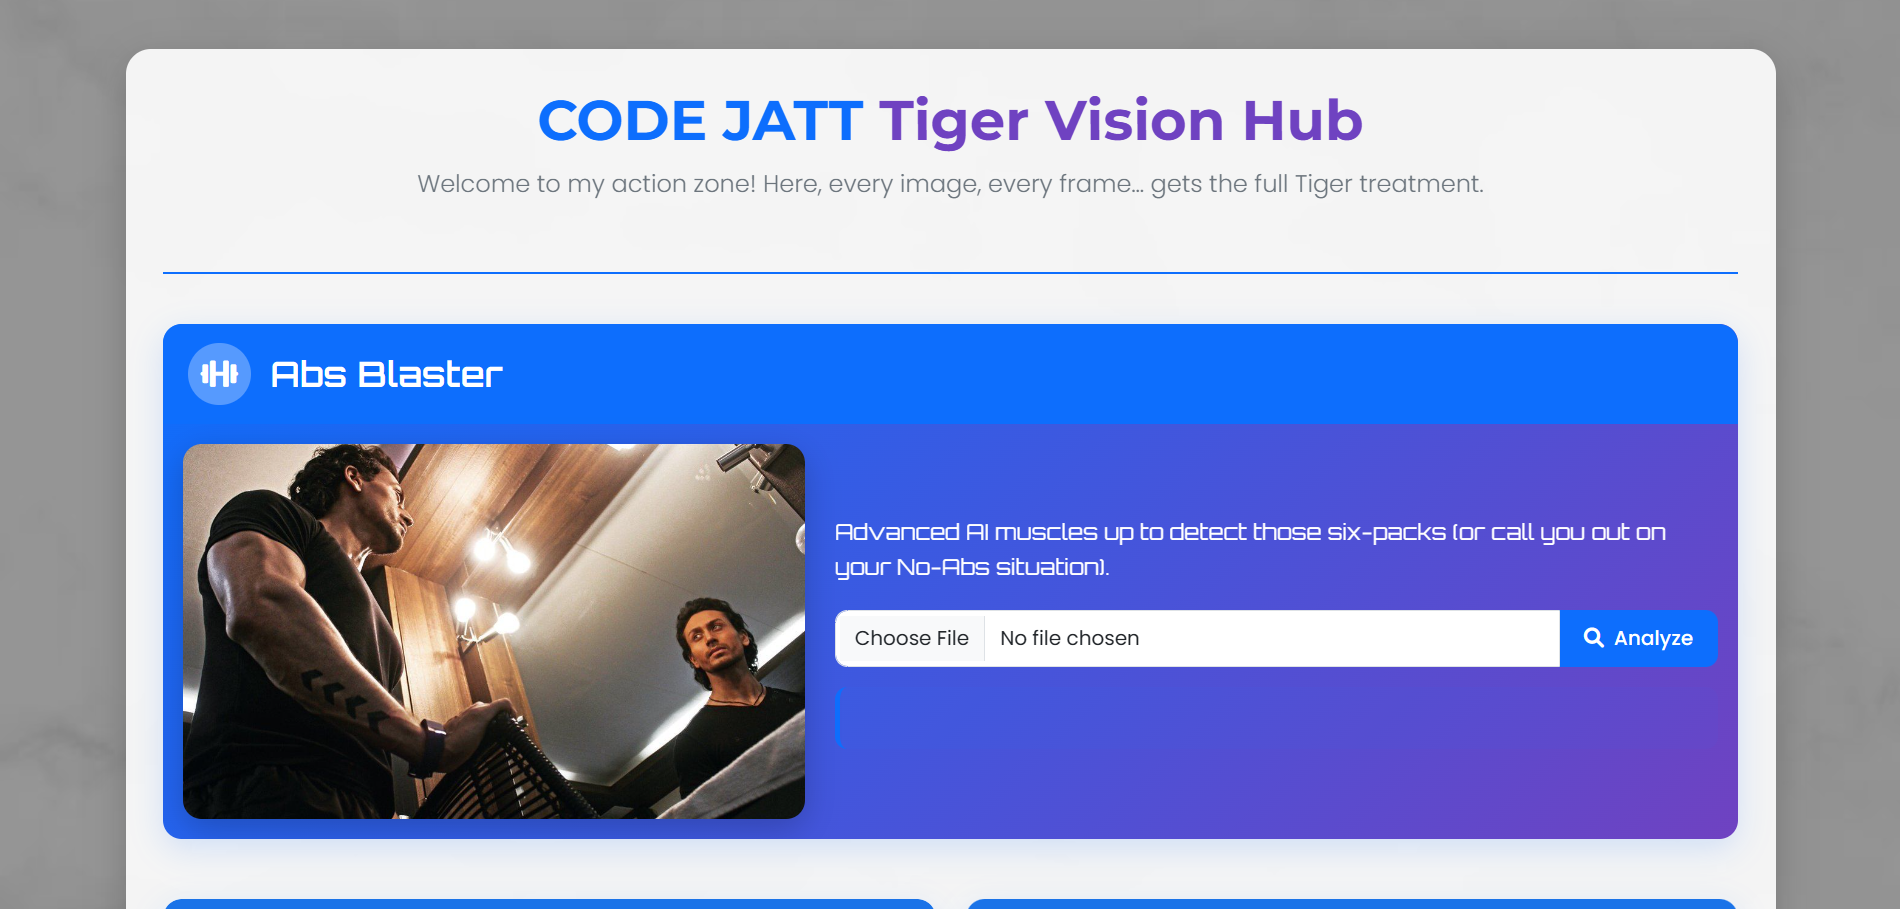 CODE JATT Tiger Vision Hub
Welcome to my action zone! Here, every image, every frame... gets the full Tiger treatment.
Abs Blaster
Advanced AI muscles up to detect those six-packs (or call you out on
your No-Abs situation).
Choose File No file chosen
Analyze